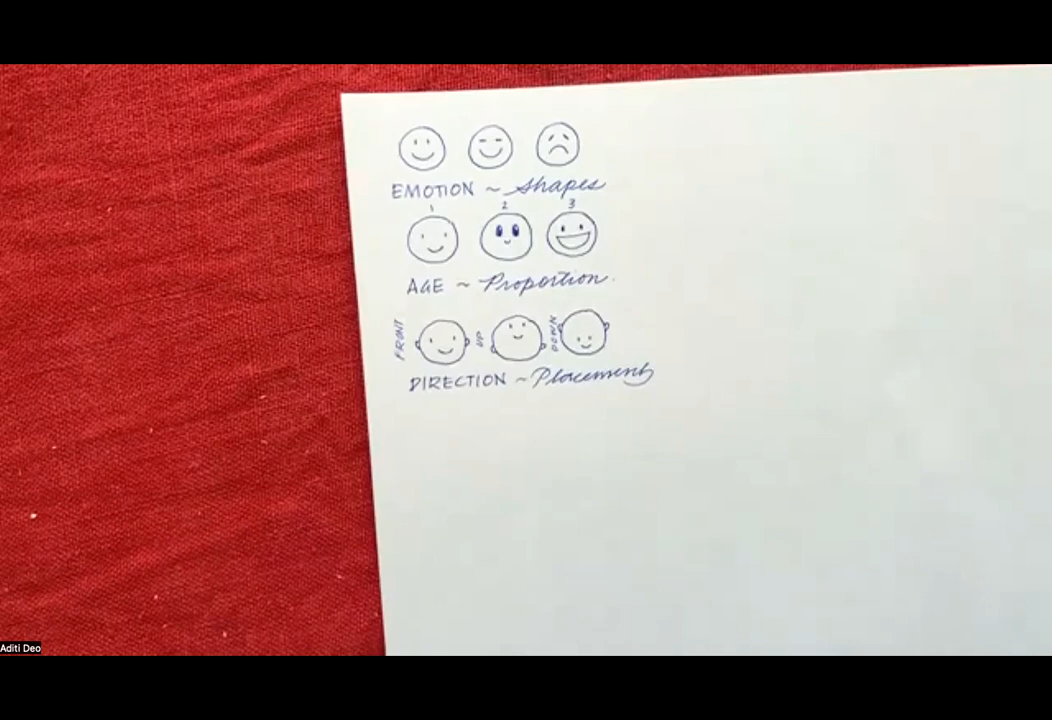 EMOTION ~ Shapes
1 2 3
AGE ~ Proportion.
FRONT UP DOWN
DIRECTION ~ Placement
Aditi Deo